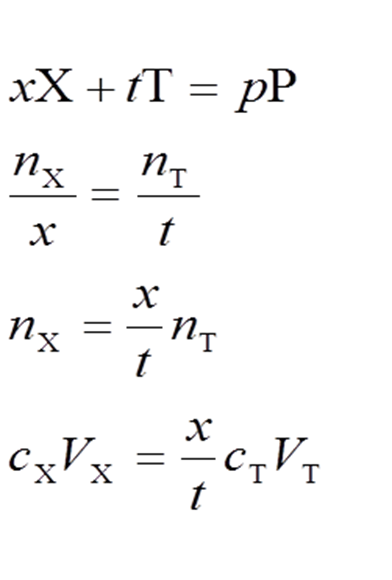 xX + tT = pP
n_X / x = n_T / t
n_X = x / t n_T
c_X V_X = x / t c_T V_T